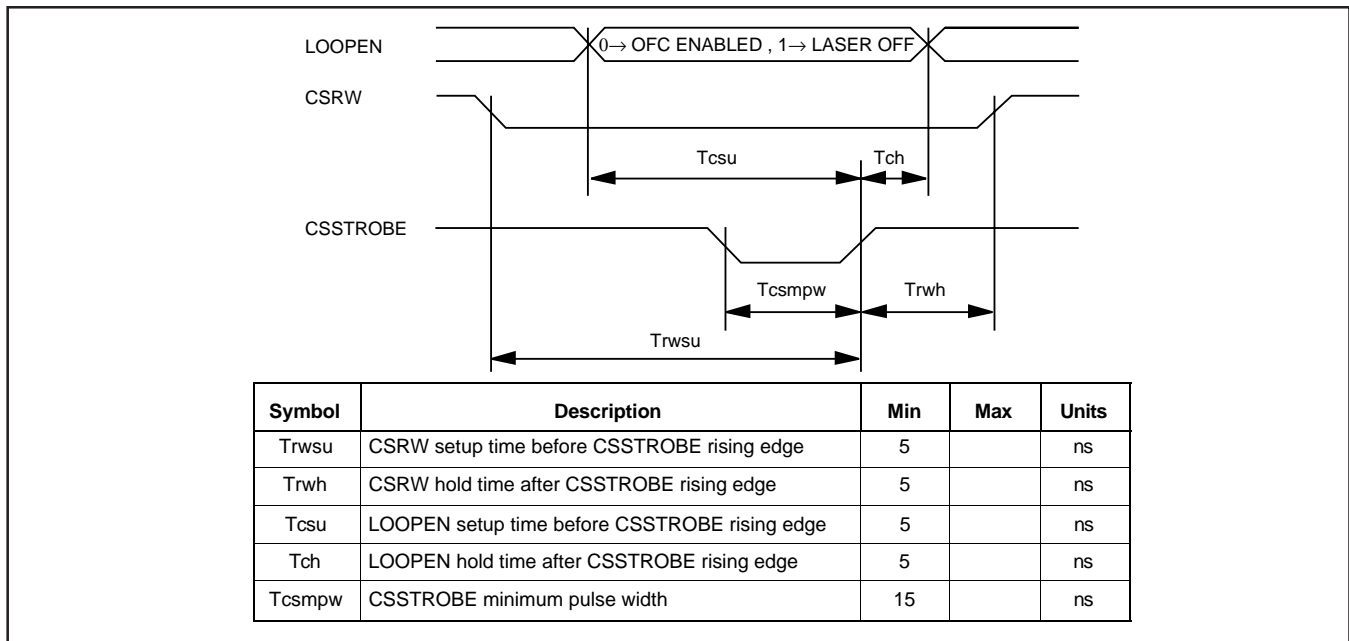 LOOPEN
0→ OFC ENABLED , 1→ LASER OFF
CSRW
Tcsu
Tch
CSSTROBE
Tcsmpw
Trwh
Trwsu
Symbol Description Min Max Units
Trwsu CSRW setup time before CSSTROBE rising edge 5 ns
Trwh CSRW hold time after CSSTROBE rising edge 5 ns
Tcsu LOOPEN setup time before CSSTROBE rising edge 5 ns
Tch LOOPEN hold time after CSSTROBE rising edge 5 ns
Tcsmpw CSSTROBE minimum pulse width 15 ns